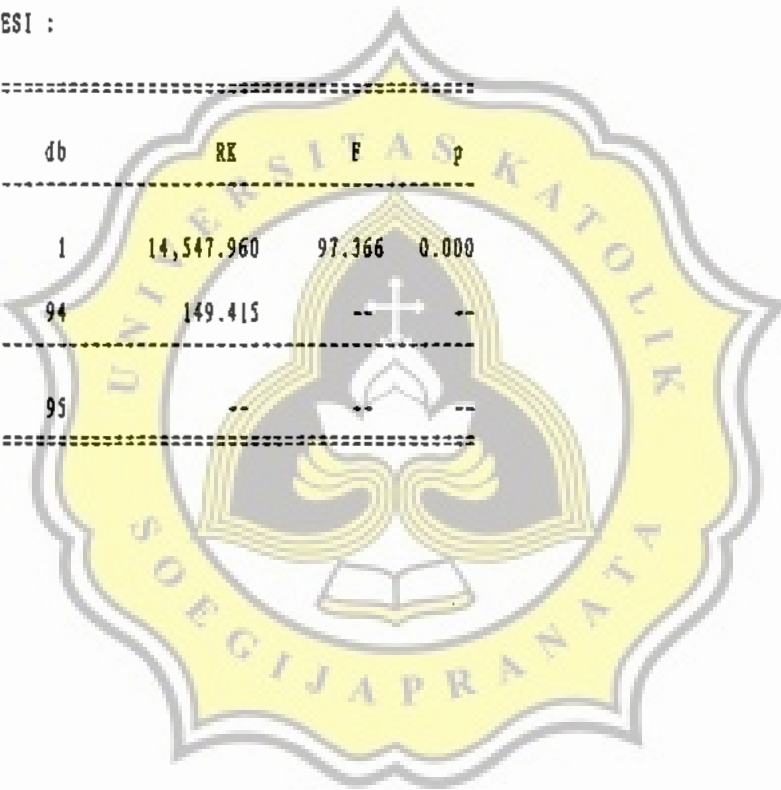 ESI :
db RK F p
1 14,547.960 97.366 0.000
94 149.415 -- --
95 -- -- --
UNIVERSITAS KATOLIK
SOEGIJAPRANATA